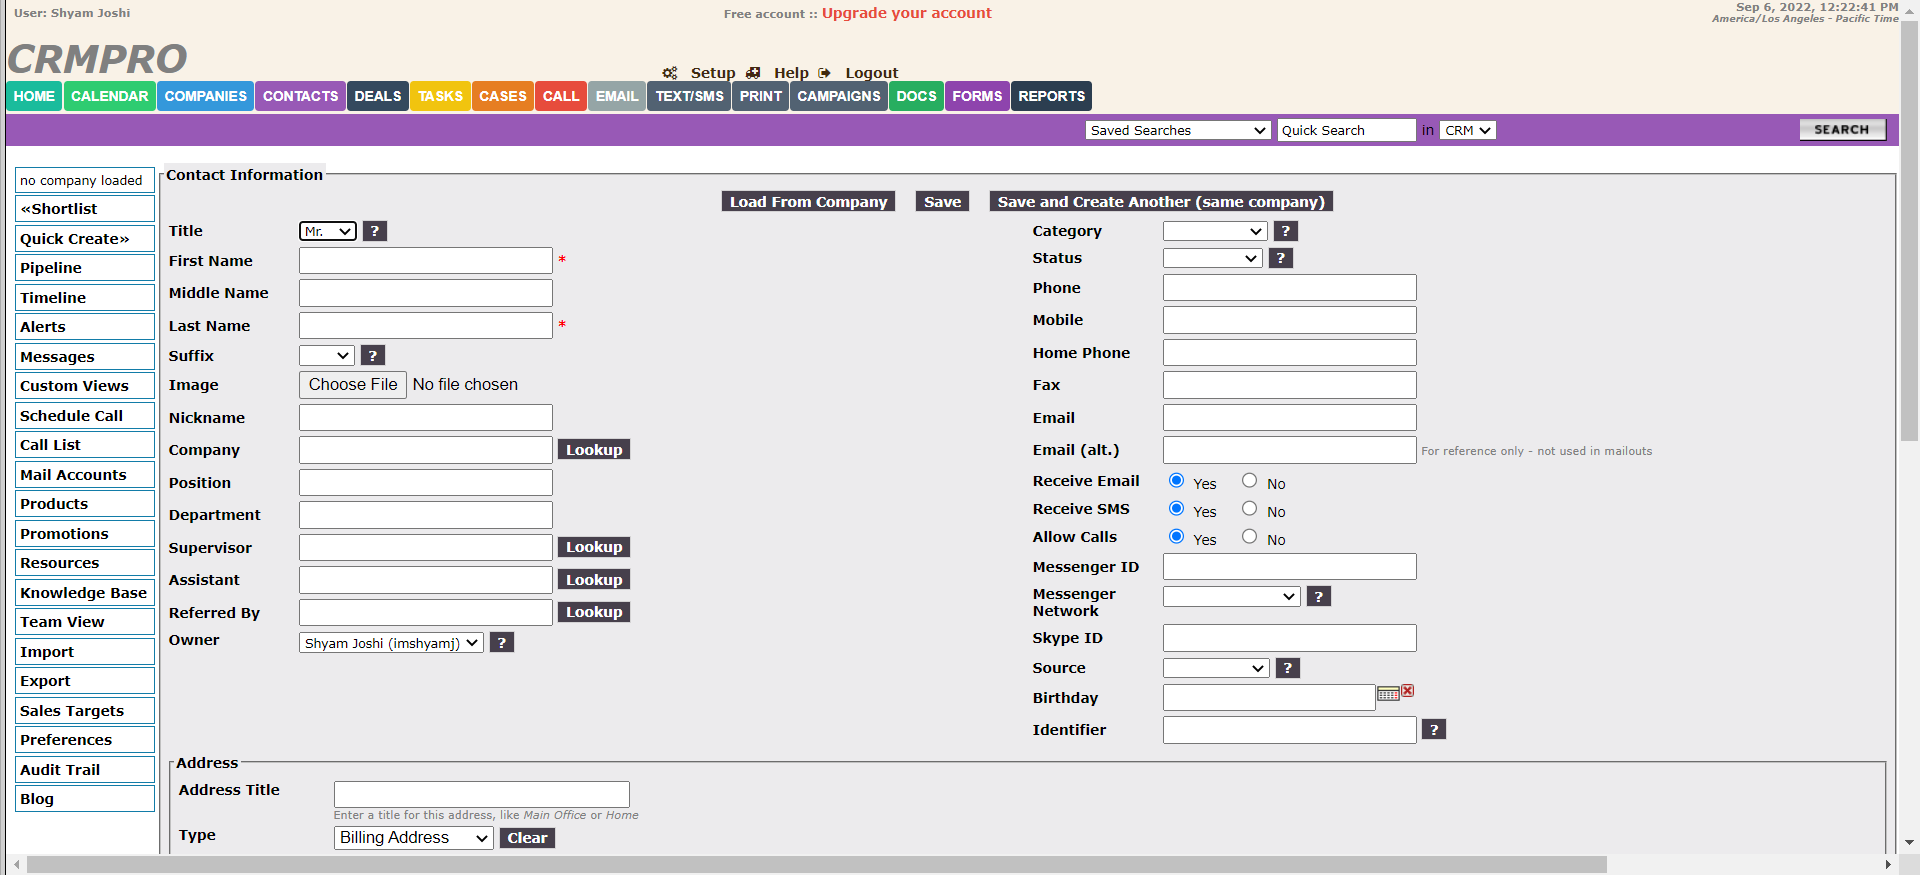 User: Shyam Joshi
Free account :: Upgrade your account
Sep 6, 2022, 12:22:41 PM
America/Los Angeles - Pacific Time
CRMPRO
Setup Help Logout
HOME CALENDAR COMPANIES CONTACTS DEALS TASKS CASES CALL EMAIL TEXT/SMS PRINT CAMPAIGNS DOCS FORMS REPORTS
Saved Searches Quick Search in CRM SEARCH
no company loaded
«Shortlist
Quick Create»
Pipeline
Timeline
Alerts
Messages
Custom Views
Schedule Call
Call List
Mail Accounts
Products
Promotions
Resources
Knowledge Base
Team View
Import
Export
Sales Targets
Preferences
Audit Trail
Blog
Contact Information
Load From Company Save Save and Create Another (same company)
Title Mr. ?
First Name *
Middle Name
Last Name *
Suffix ?
Image Choose File No file chosen
Nickname
Company Lookup
Position
Department
Supervisor Lookup
Assistant Lookup
Referred By Lookup
Owner Shyam Joshi (imshyamj) ?
Category ?
Status ?
Phone
Mobile
Home Phone
Fax
Email
Email (alt.) For reference only - not used in mailouts
Receive Email Yes No
Receive SMS Yes No
Allow Calls Yes No
Messenger ID
Messenger
Network ?
Skype ID
Source ?
Birthday
Identifier ?
Address
Address Title
Enter a title for this address, like Main Office or Home
Type Billing Address Clear